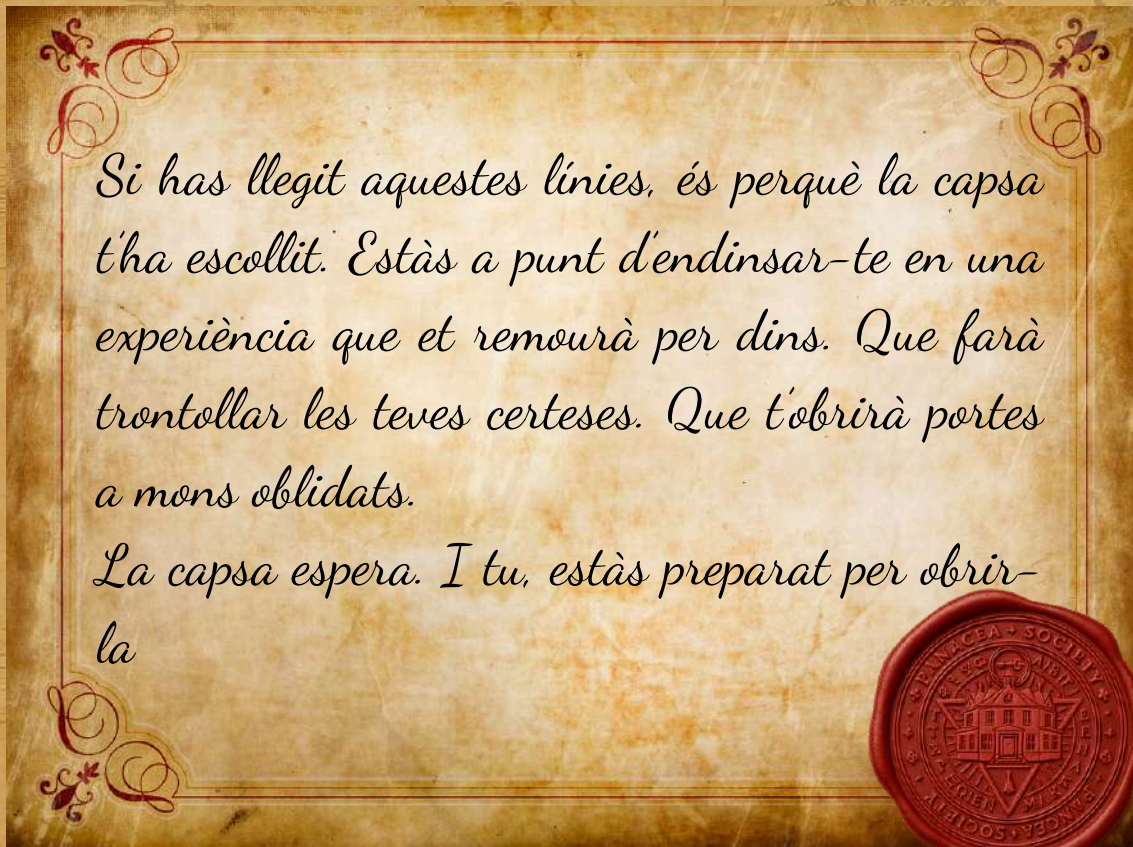 Si has llegit aquestes línies, és perquè la capsa
t'ha escollit. Estàs a punt d'endinsar-te en una
experiència que et remourà per dins. Que farà
trontollar les teves certeses. Que t'obrirà portes
a mons oblidats.
La capsa espera. I tu, estàs preparat per obrir-
la
PANACEA SOCIETY